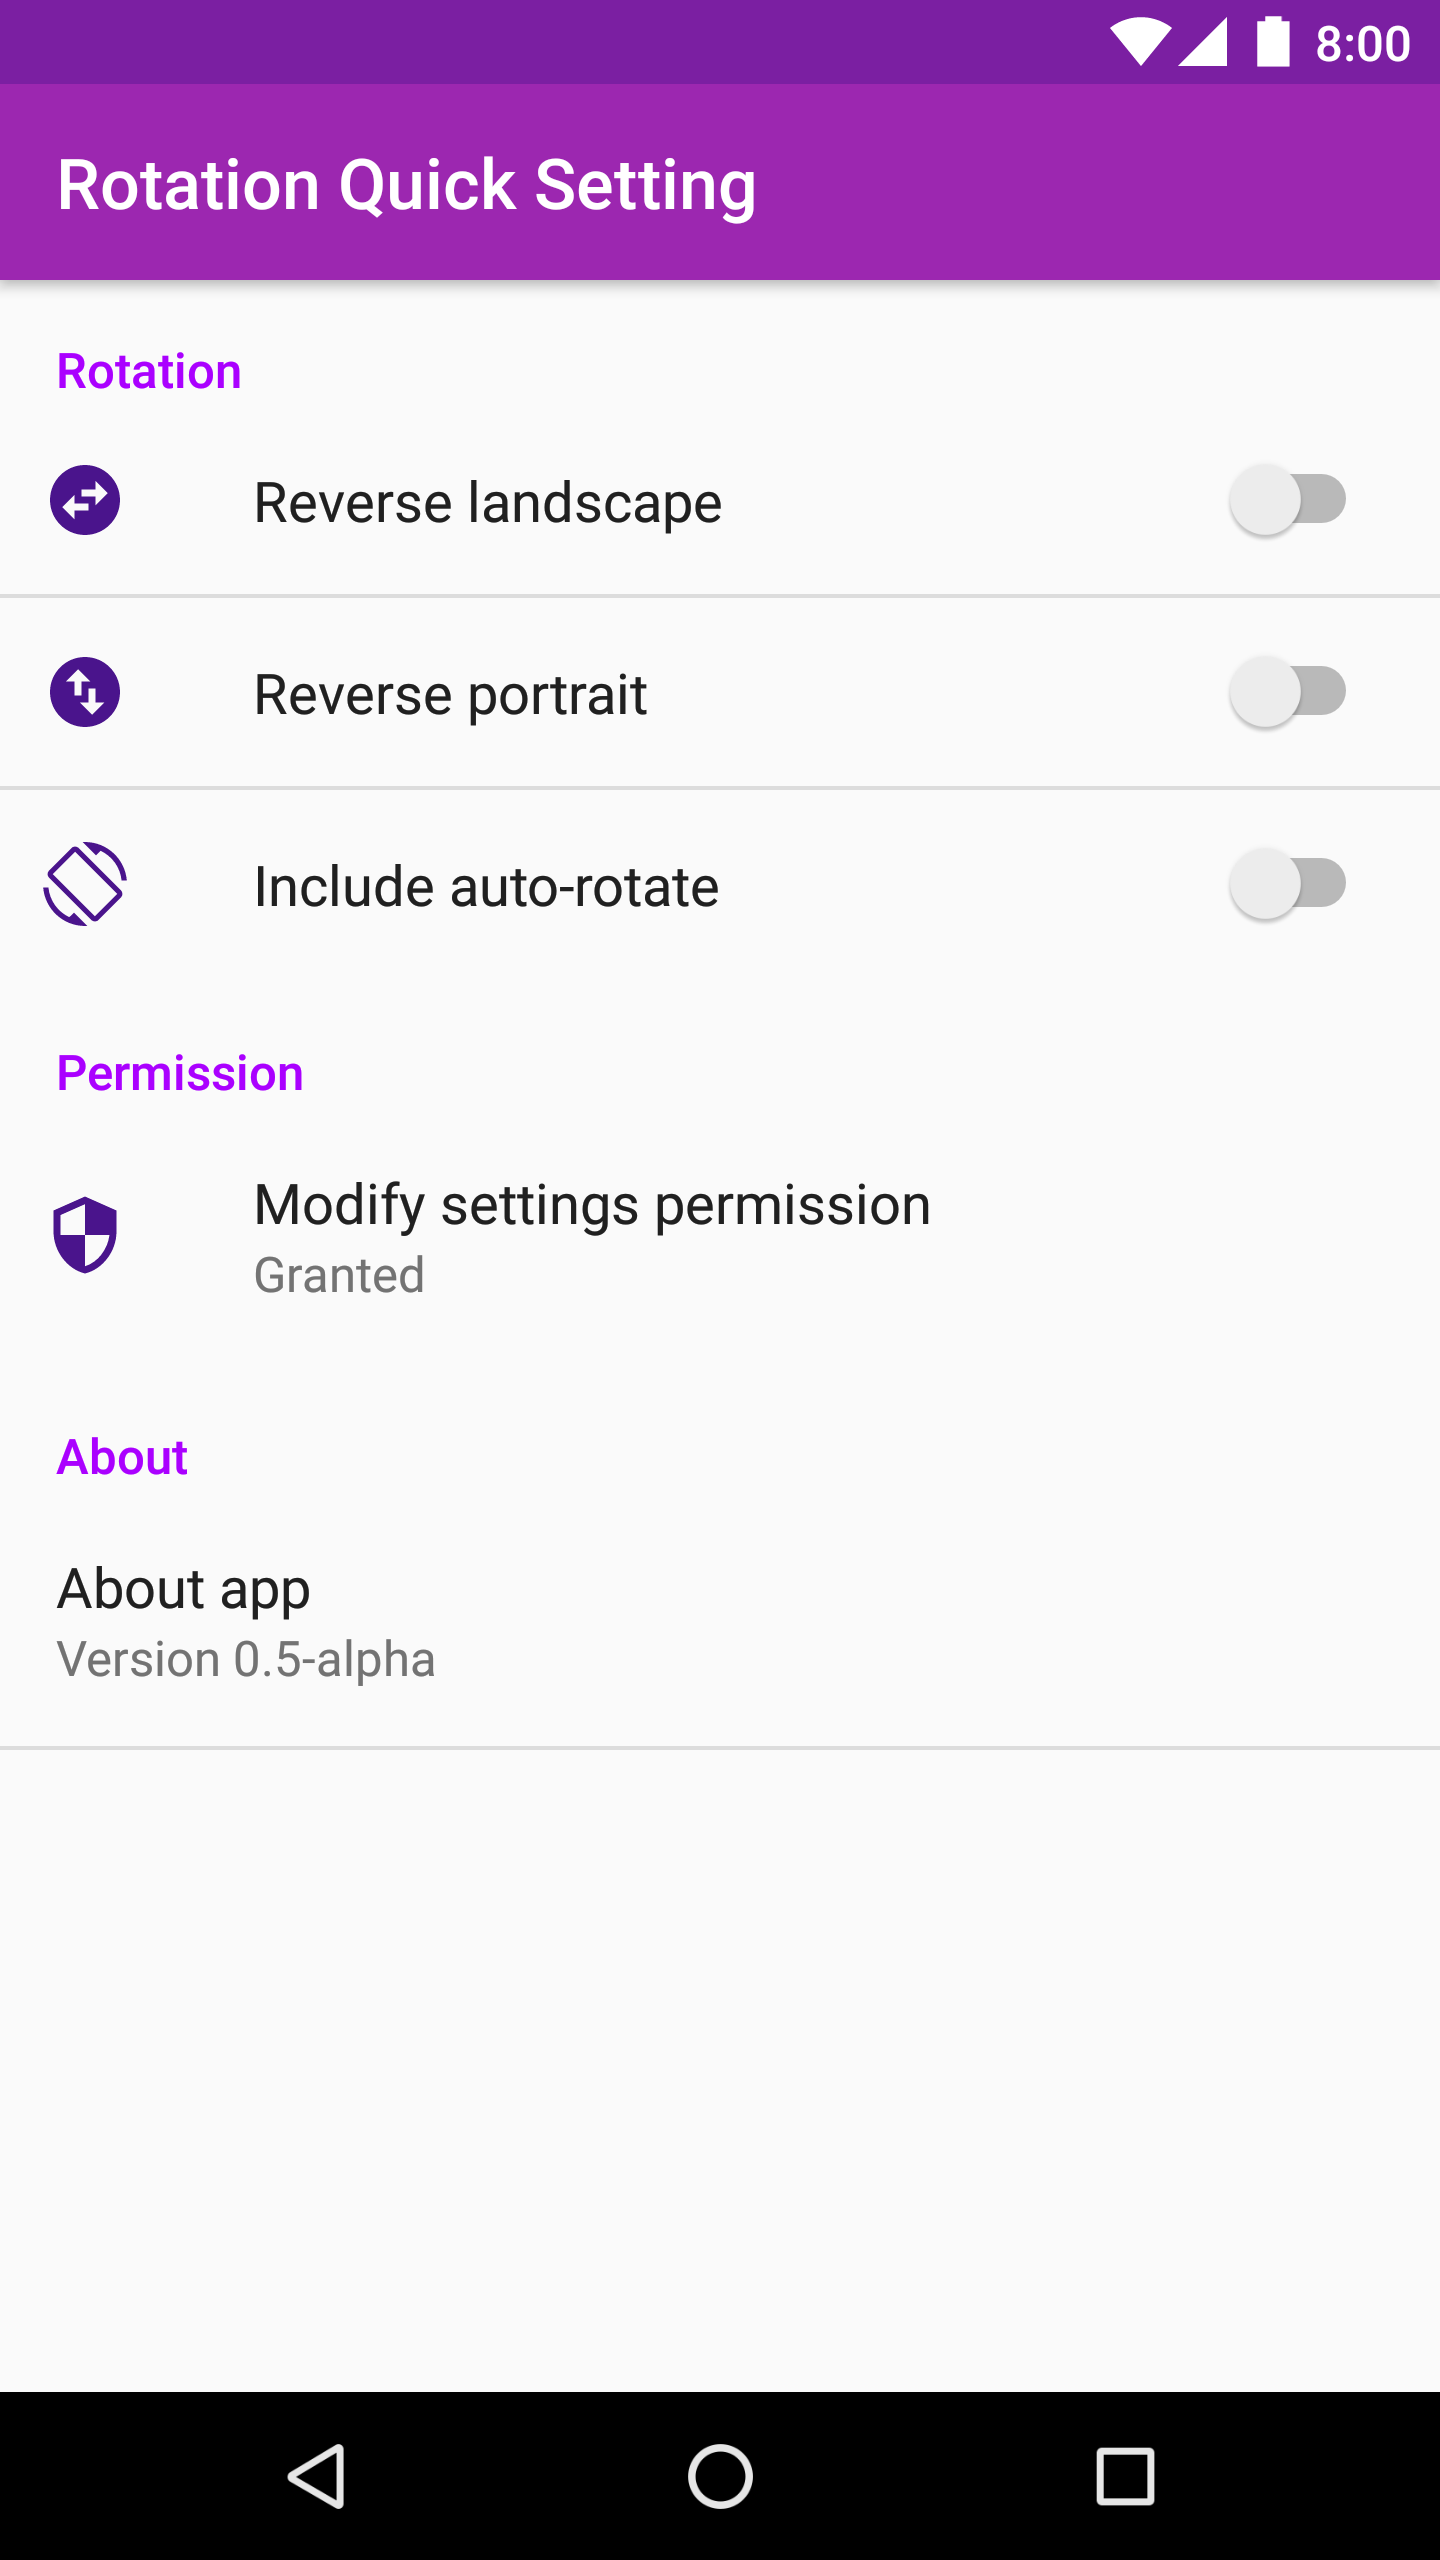 8:00
Rotation Quick Setting
Rotation
Reverse landscape
Reverse portrait
Include auto-rotate
Permission
Modify settings permission
Granted
About
About app
Version 0.5-alpha